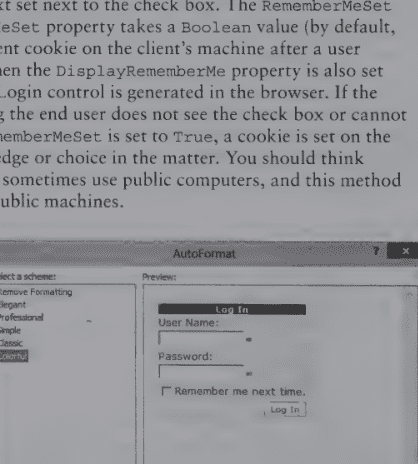 xt set next to the check box. The RememberMeSet
eSet property takes a Boolean value (by default,
ent cookie on the client's machine after a user
hen the DisplayRememberMe property is also set
Login control is generated in the browser. If the
g the end user does not see the check box or cannot
memberMeSet is set to True, a cookie is set on the
edge or choice in the matter. You should think
sometimes use public computers, and this method
ublic machines.
AutoFormat ? x
lect a scheme: Preview:
Remove Formatting
Elegant
Professional
Simple
Classic
Colorful
Log In
User Name:
Password:
Remember me next time.
Log In